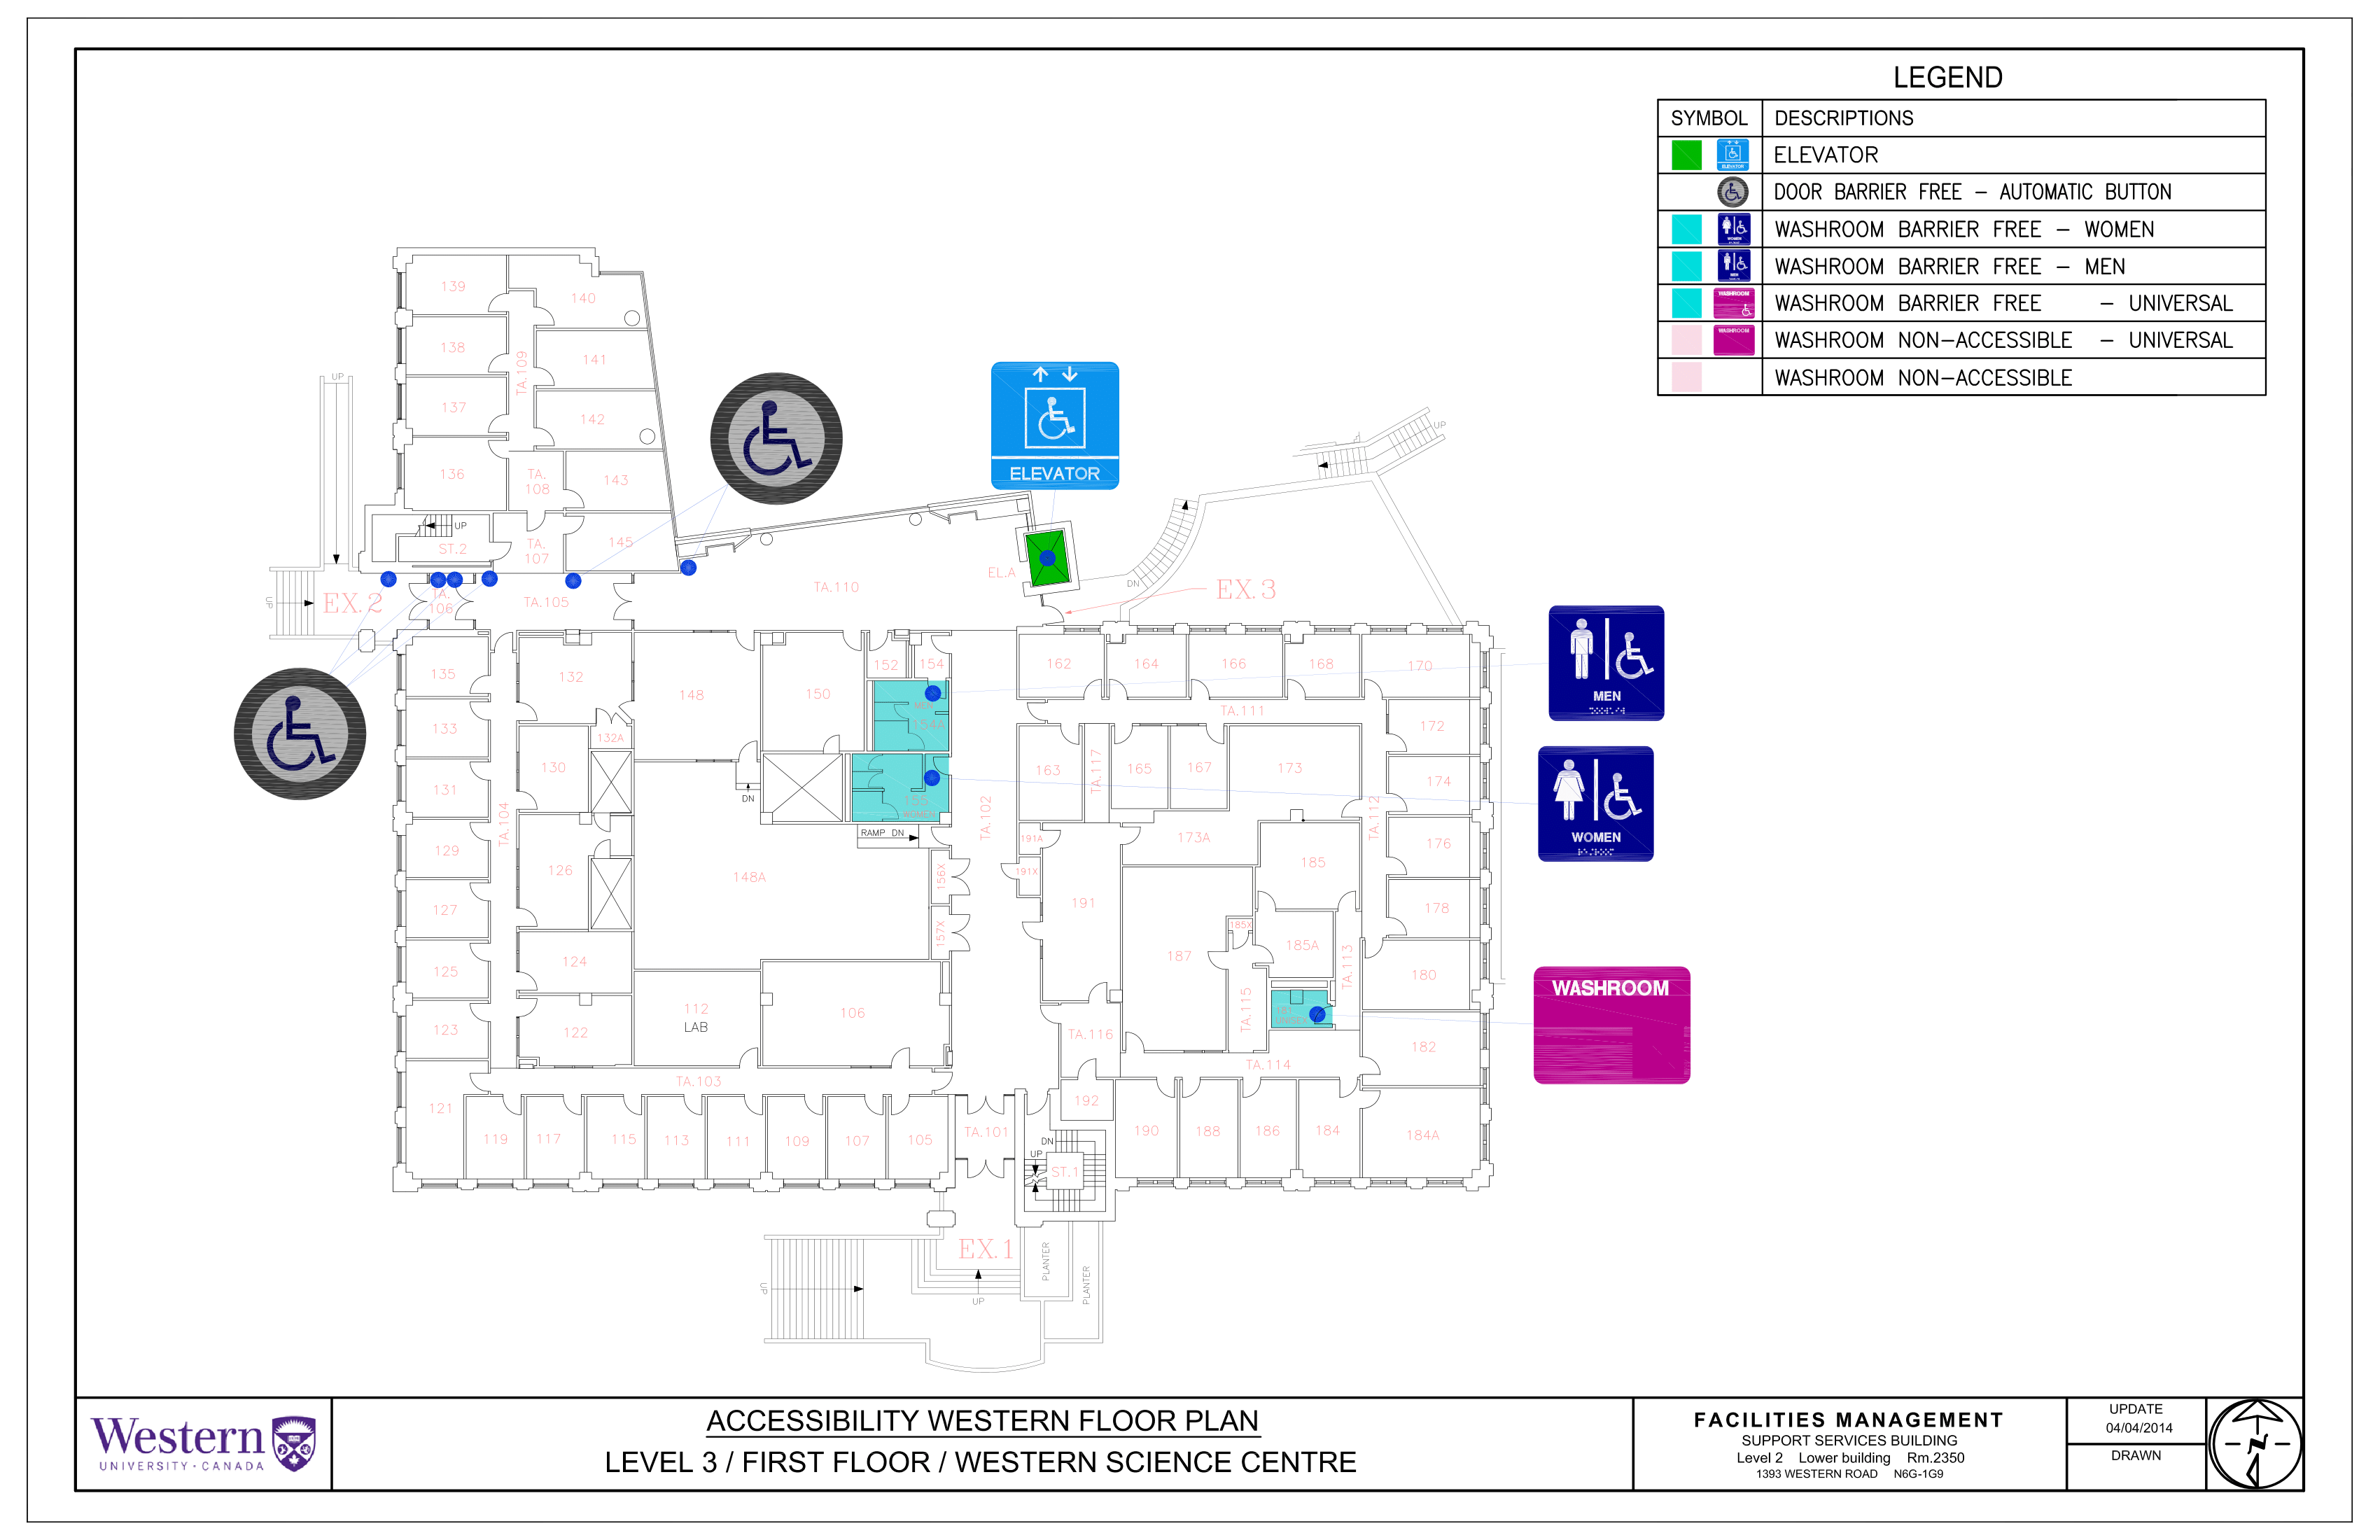 LEGEND
SYMBOL DESCRIPTIONS
ELEVATOR ELEVATOR
DOOR BARRIER FREE - AUTOMATIC BUTTON
WOMEN WASHROOM BARRIER FREE - WOMEN
MEN WASHROOM BARRIER FREE - MEN
WASHROOM WASHROOM BARRIER FREE - UNIVERSAL
WASHROOM WASHROOM NON-ACCESSIBLE - UNIVERSAL
WASHROOM NON-ACCESSIBLE
139
140
138
TA.109
141
137
142
136
TA.
108
143
UP
UP
ST.2
TA.
107
145
ELEVATOR
UP
EL.A
DN
EX.3
TA.110
UP
EX.2
TA.
106
TA.105
135
132
148
150
152
154
162
164
166
168
170
MEN
154A
TA.111
172
133
132A
130
131
DN
155
WOMEN
TA.102
163
TA.117
165
167
173
174
TA.104
RAMP DN
TA.112
129
126
148A
156X
191A
191X
173A
185
176
127
157X
191
185X
178
125
124
187
185A
TA.113
180
123
122
112
LAB
106
TA.116
TA.115
181
UNISEX
182
TA.103
TA.114
121
119
117
115
113
111
109
107
105
TA.101
192
190
188
186
184
184A
DN
UP
ST.1
EX.1
PLANTER
PLANTER
UP
UP
MEN
WOMEN
WASHROOM
Western
UNIVERSITY · CANADA
ACCESSIBILITY WESTERN FLOOR PLAN
LEVEL 3 / FIRST FLOOR / WESTERN SCIENCE CENTRE
FACILITIES MANAGEMENT
SUPPORT SERVICES BUILDING
Level 2 Lower building Rm.2350
1393 WESTERN ROAD N6G-1G9
UPDATE
04/04/2014
DRAWN
N